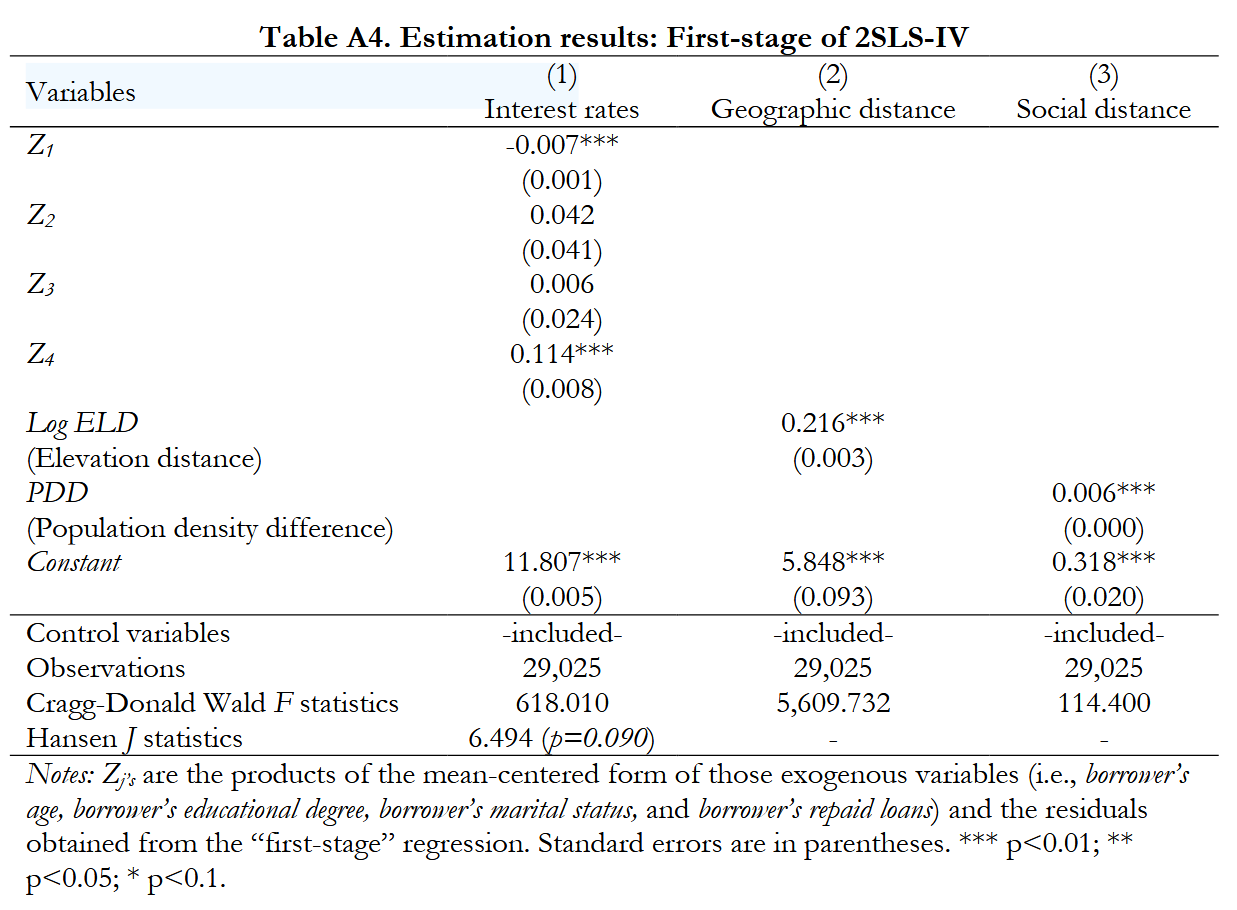 Table A4. Estimation results: First-stage of 2SLS-IV
Variables (1) (2) (3)
Interest rates Geographic distance Social distance
Z1 -0.007***
(0.001)
Z2 0.042
(0.041)
Z3 0.006
(0.024)
Z4 0.114***
(0.008)
Log ELD 0.216***
(Elevation distance) (0.003)
PDD 0.006***
(Population density difference) (0.000)
Constant 11.807*** 5.848*** 0.318***
(0.005) (0.093) (0.020)
Control variables -included- -included- -included-
Observations 29,025 29,025 29,025
Cragg-Donald Wald F statistics 618.010 5,609.732 114.400
Hansen J statistics 6.494 (p=0.090) - -
Notes: Zj's are the products of the mean-centered form of those exogenous variables (i.e., borrower's
age, borrower's educational degree, borrower's marital status, and borrower's repaid loans) and the residuals
obtained from the “first-stage” regression. Standard errors are in parentheses. *** p<0.01; **
p<0.05; * p<0.1.